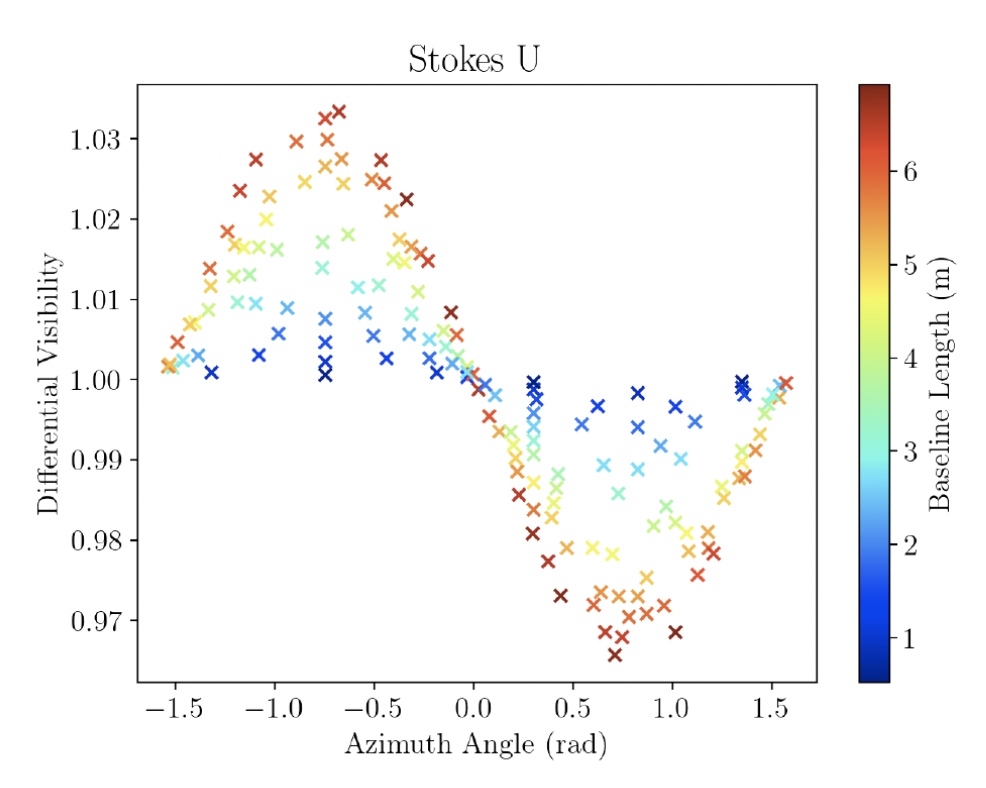 Stokes U
1.03
1.02
1.01
1.00
0.99
0.98
0.97
Differential Visibility
−1.5 −1.0 −0.5 0.0 0.5 1.0 1.5
Azimuth Angle (rad)
6
5
4
3
2
1
Baseline Length (m)